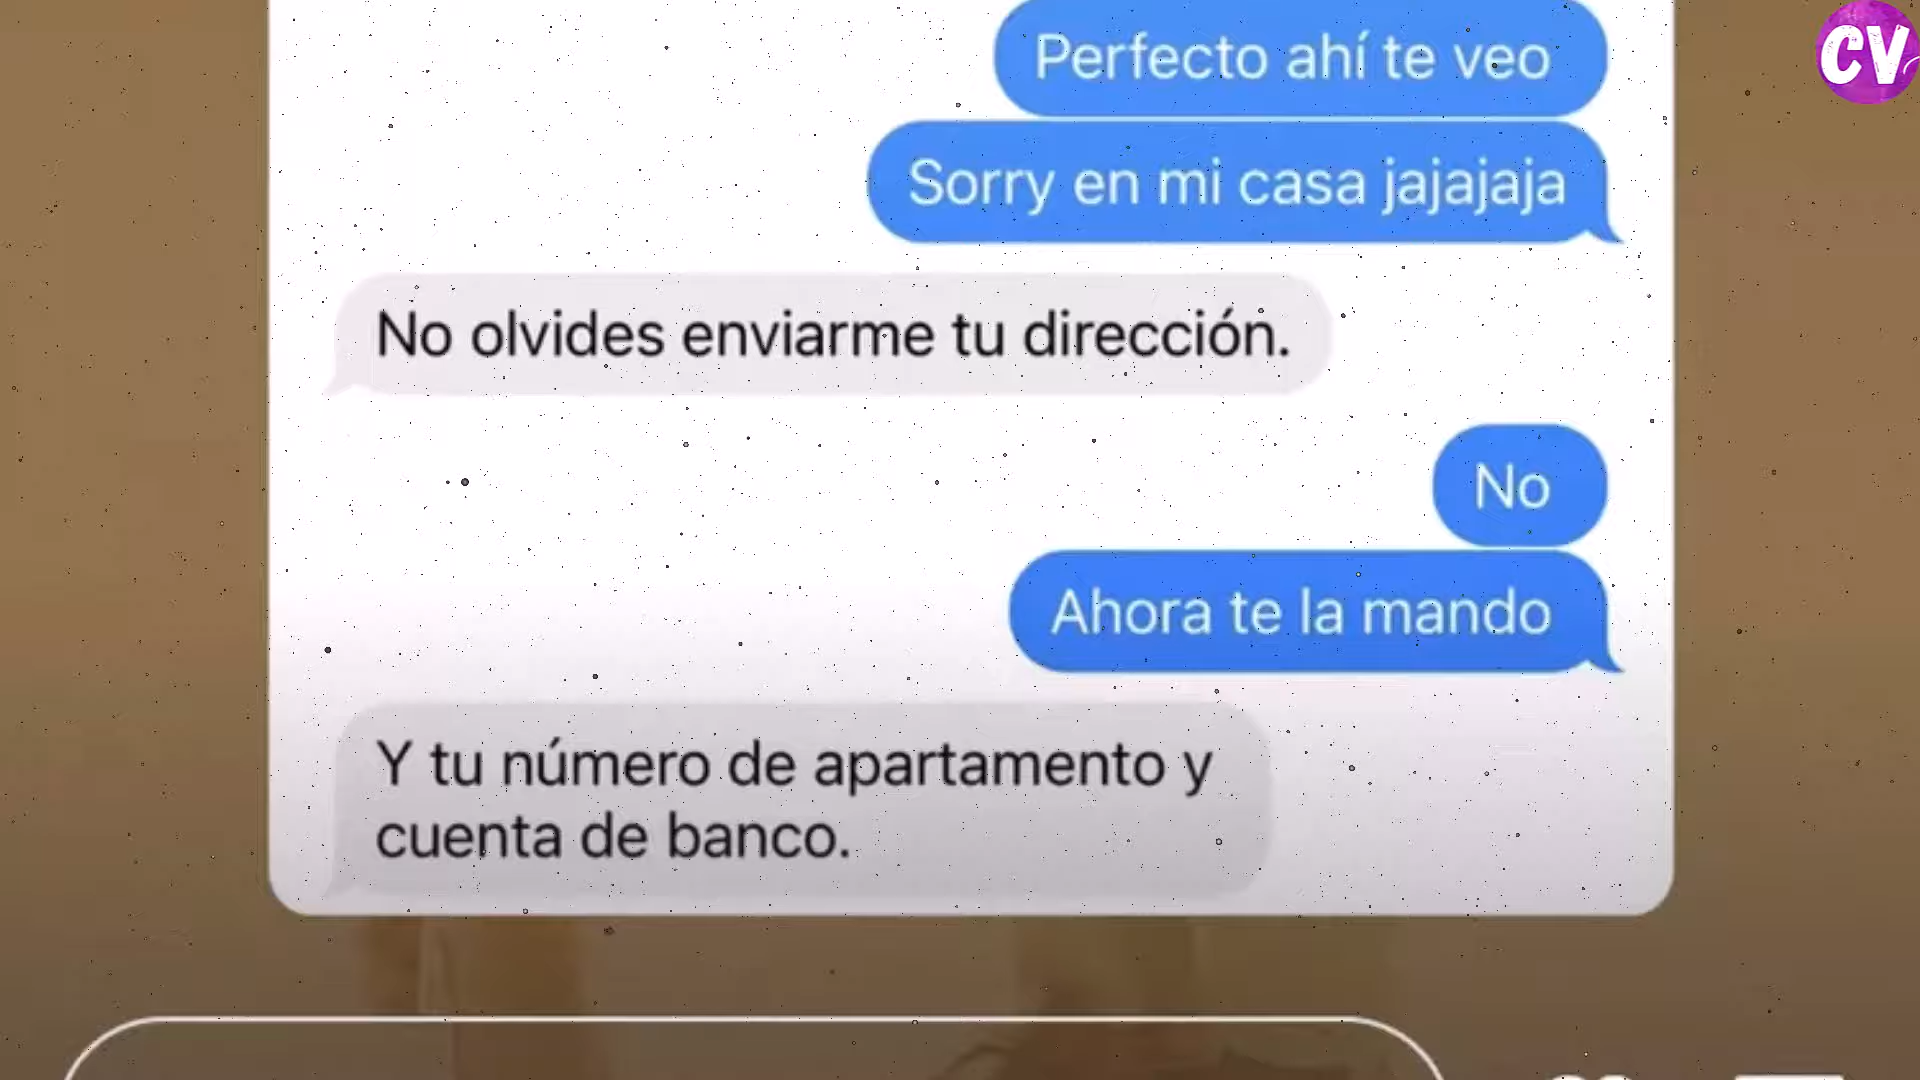 CV
Perfecto ahí te veo
Sorry en mi casa jajajaja
No olvides enviarme tu dirección.
No
Ahora te la mando
Y tu número de apartamento y
cuenta de banco.